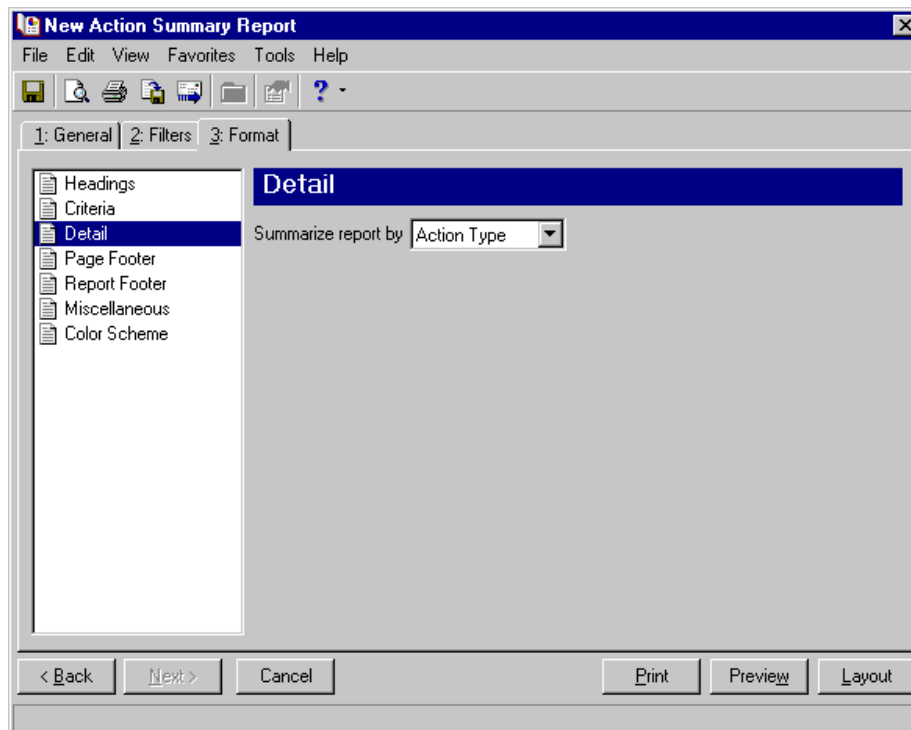 New Action Summary Report
File Edit View Favorites Tools Help
?
1: General 2: Filters 3: Format
Headings
Criteria
Detail
Page Footer
Report Footer
Miscellaneous
Color Scheme
Detail
Summarize report by Action Type
< Back Next > Cancel Print Preview Layout